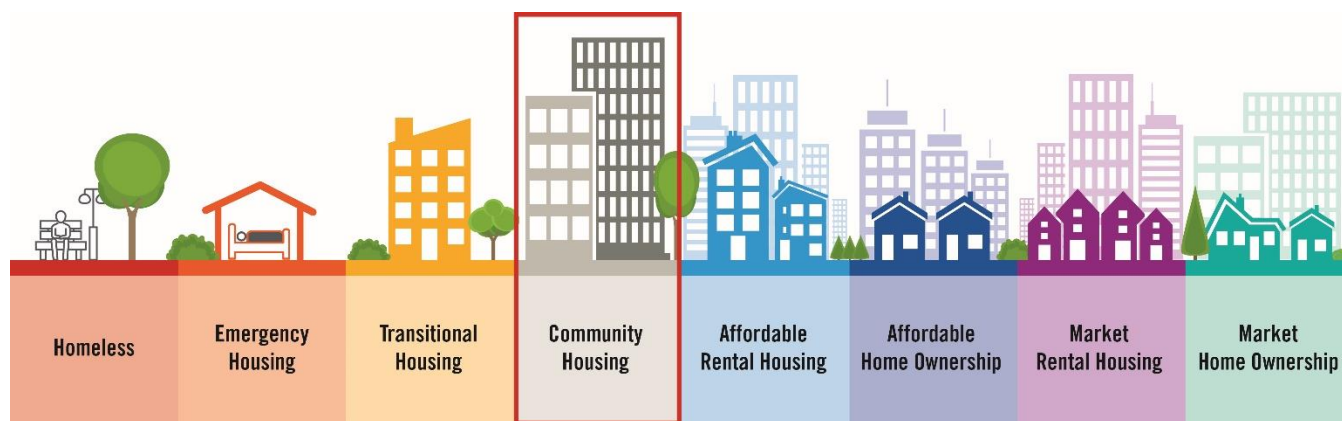 Homeless
Emergency
Housing
Transitional
Housing
Community
Housing
Affordable
Rental Housing
Affordable
Home Ownership
Market
Rental Housing
Market
Home Ownership